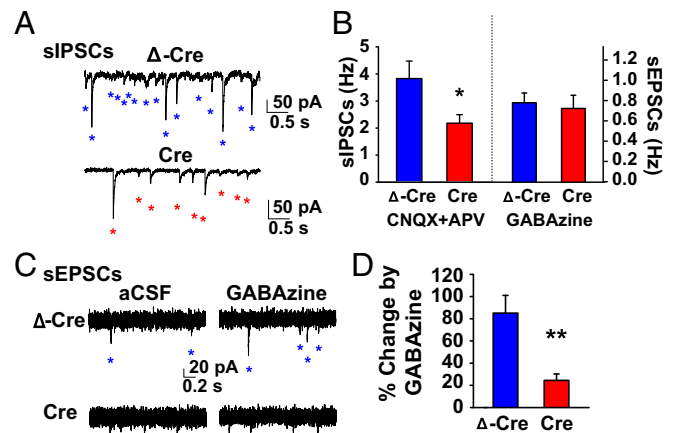 A
sIPSCs
Δ-Cre
* * * * * * * * * * * * * *
50 pA
0.5 s
Cre
* * * * * * * * * *
50 pA
0.5 s
B
sIPSCs (Hz)
5
4
3
2
1
0
*
sEPSCs (Hz)
1.2
1.0
0.8
0.6
0.4
0.2
0.0
Δ-Cre Cre Δ-Cre Cre
CNQX+APV GABAzine
C
sEPSCs
aCSF GABAzine
Δ-Cre
* * * * * *
20 pA
0.2 s
Cre
D
% Change by
GABAzine
120
100
80
60
40
20
0
**
Δ-Cre Cre